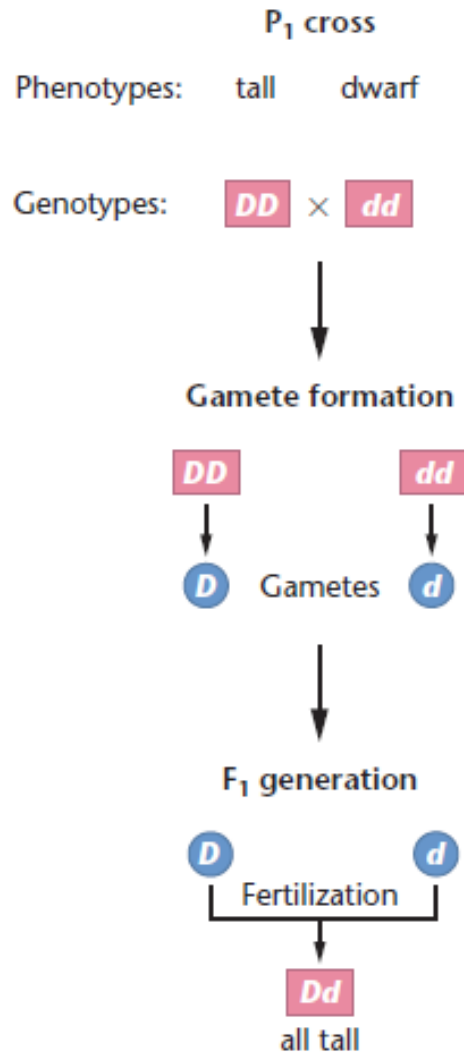 P₁ cross
Phenotypes: tall dwarf
Genotypes: DD × dd
Gamete formation
DD dd
D Gametes d
F₁ generation
D d
Fertilization
Dd
all tall